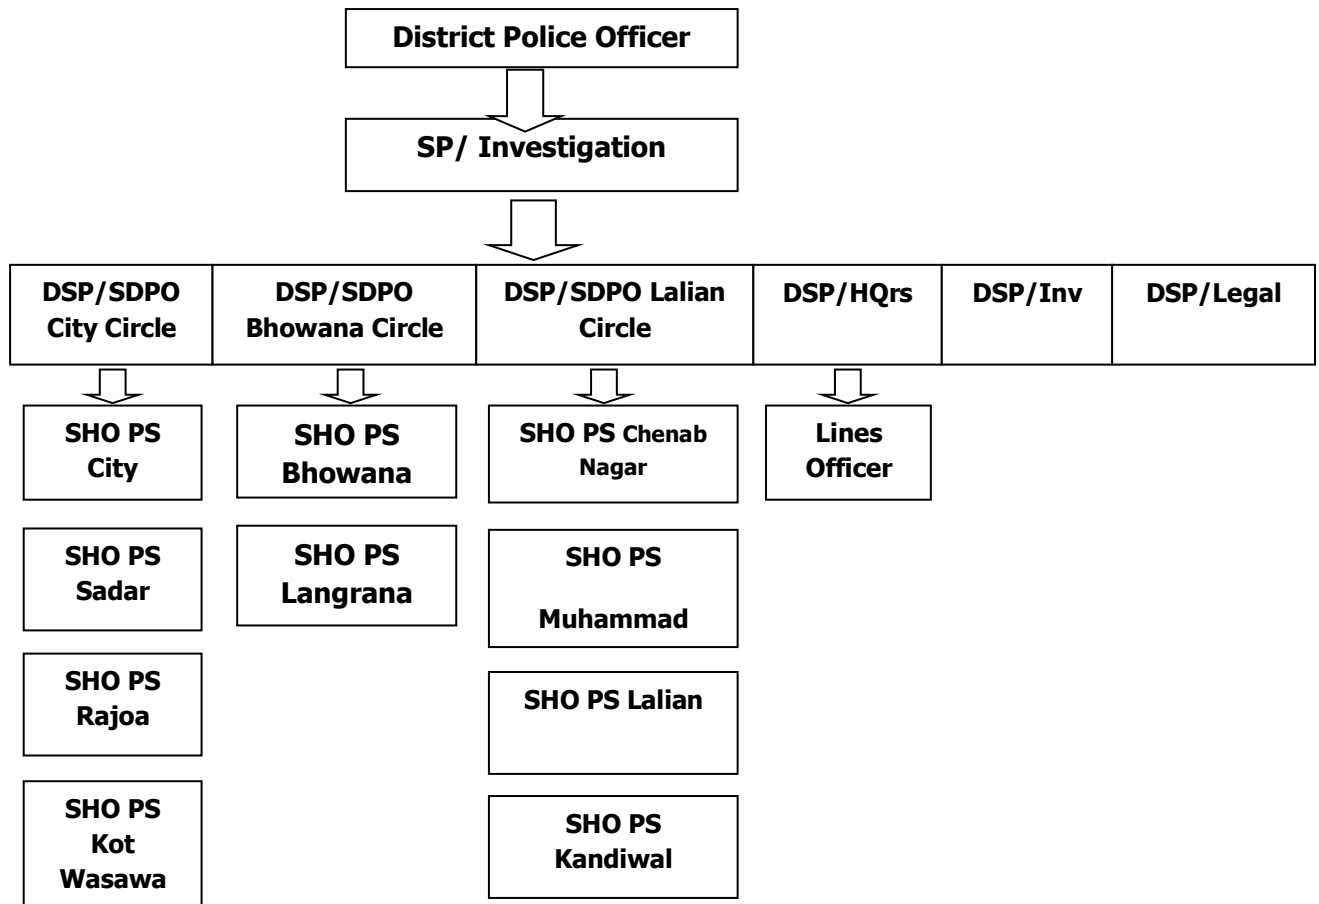 District Police Officer
SP/ Investigation
DSP/SDPO
City Circle
DSP/SDPO
Bhowana Circle
DSP/SDPO Lalian
Circle
DSP/HQrs
DSP/Inv
DSP/Legal
SHO PS
City
SHO PS
Bhowana
SHO PS Chenab
Nagar
Lines
Officer
SHO PS
Sadar
SHO PS
Langrana
SHO PS
Muhammad
SHO PS
Rajoa
SHO PS Lalian
SHO PS
Kot
Wasawa
SHO PS
Kandiwal